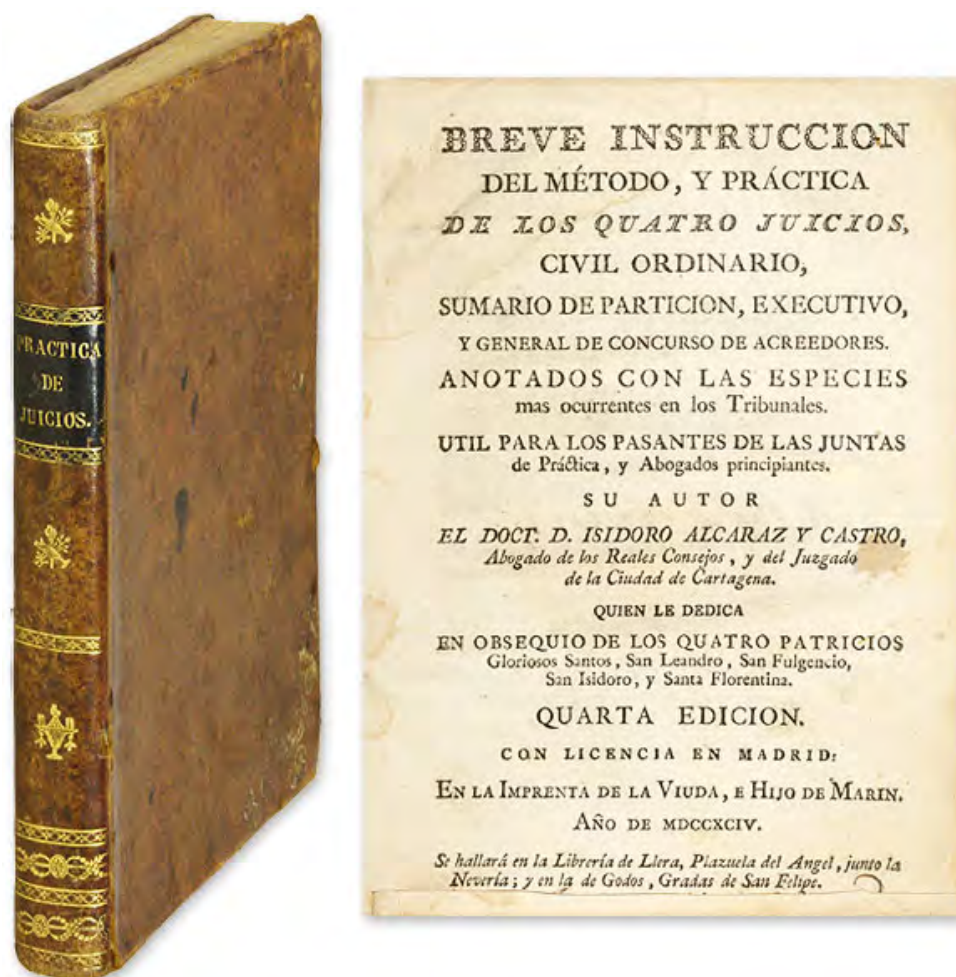 PRACTICA
DE
JUICIOS.
BREVE INSTRUCCION
DEL MÉTODO, Y PRÁCTICA
DE LOS QUATRO JUICIOS,
CIVIL ORDINARIO,
SUMARIO DE PARTICION, EXECUTIVO,
Y GENERAL DE CONCURSO DE ACREEDORES.
ANOTADOS CON LAS ESPECIES
mas ocurrentes en los Tribunales.
UTIL PARA LOS PASANTES DE LAS JUNTAS
de Práctica, y Abogados principiantes.
SU AUTOR
EL DOCT. D. ISIDORO ALCARAZ Y CASTRO,
Abogado de los Reales Consejos, y del Juzgado
de la Ciudad de Cartagena.
QUIEN LE DEDICA
EN OBSEQUIO DE LOS QUATRO PATRICIOS
Gloriosos Santos, San Leandro, San Fulgencio,
San Isidoro, y Santa Florentina.
QUARTA EDICION.
CON LICENCIA EN MADRID:
EN LA IMPRENTA DE LA VIUDA, E HIJO DE MARIN.
AÑO DE MDCCXCIV.
Se hallará en la Librería de Llera, Plazuela del Angel, junto la
Nevería; y en la de Godos, Gradas de San Felipe.